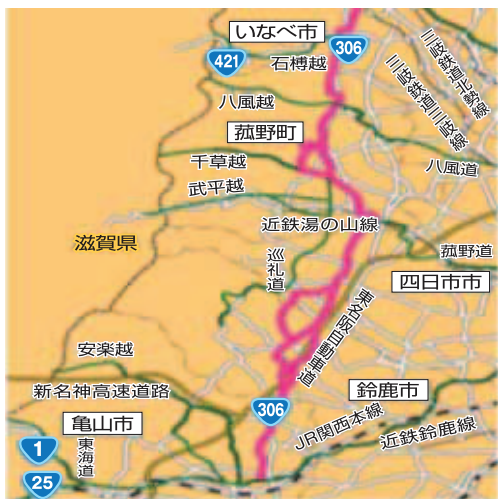 いなべ市
306
421
石榑越
三岐鉄道北勢線
三岐鉄道三岐線
八風越
菰野町
千草越
八風道
武平越
近鉄湯の山線
滋賀県
巡礼道
菰野道
四日市市
東名阪自動車道
安楽越
新名神高速道路
鈴鹿市
306
亀山市
JR関西本線
近鉄鈴鹿線
東海道
1
25